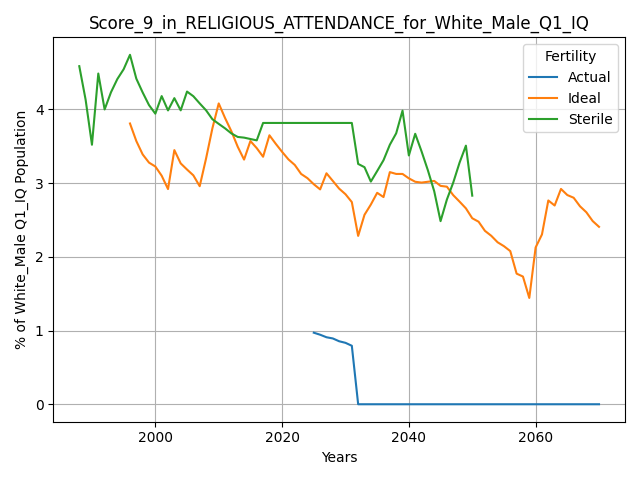 Score_9_in_RELIGIOUS_ATTENDANCE_for_White_Male_Q1_IQ
Fertility
Actual
Ideal
Sterile
% of White_Male Q1_IQ Population
4
3
2
1
0
2000
2020
2040
2060
Years